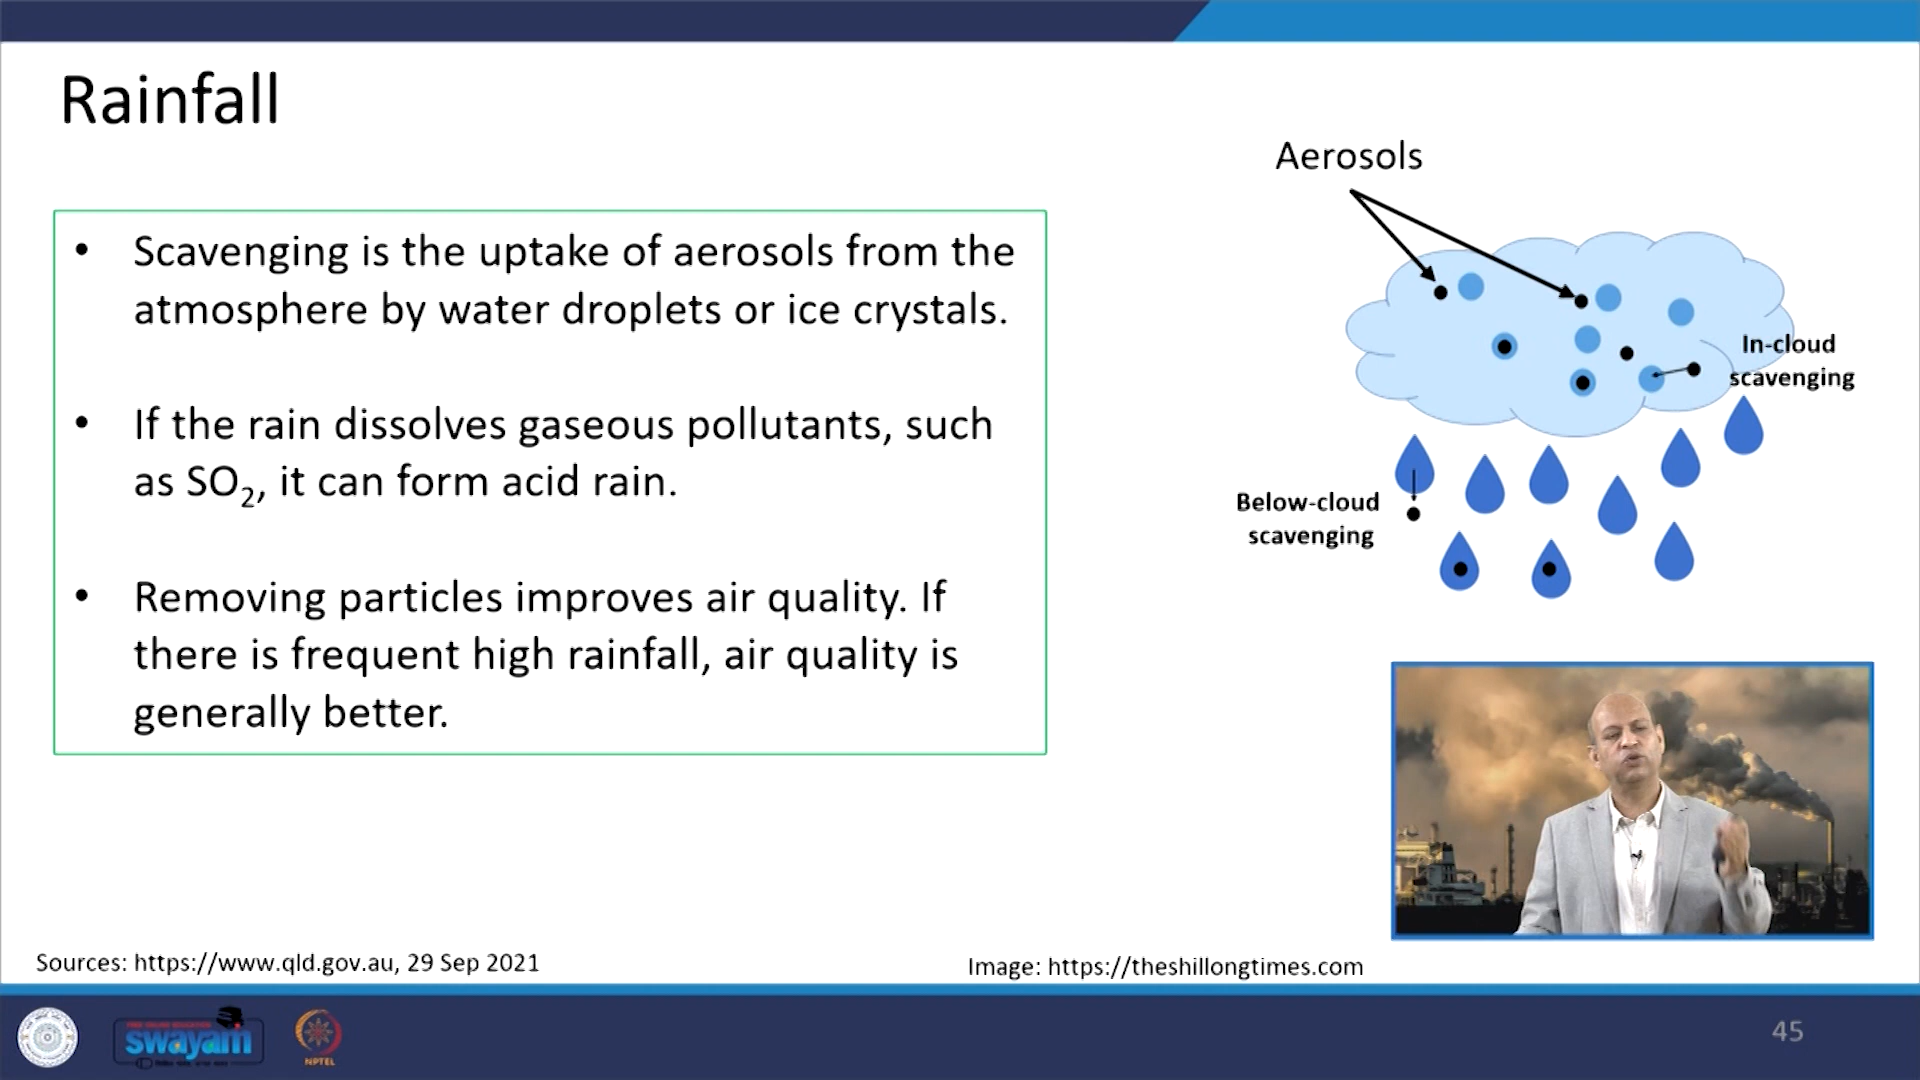 Rainfall
Aerosols
• Scavenging is the uptake of aerosols from the
atmosphere by water droplets or ice crystals.
• If the rain dissolves gaseous pollutants, such
as SO₂, it can form acid rain.
• Removing particles improves air quality. If
there is frequent high rainfall, air quality is
generally better.
In-cloud
scavenging
Below-cloud
scavenging
Sources: https://www.qld.gov.au, 29 Sep 2021
Image: https://theshillongtimes.com
FREE ONLINE EDUCATION
swayam
NPTEL
45